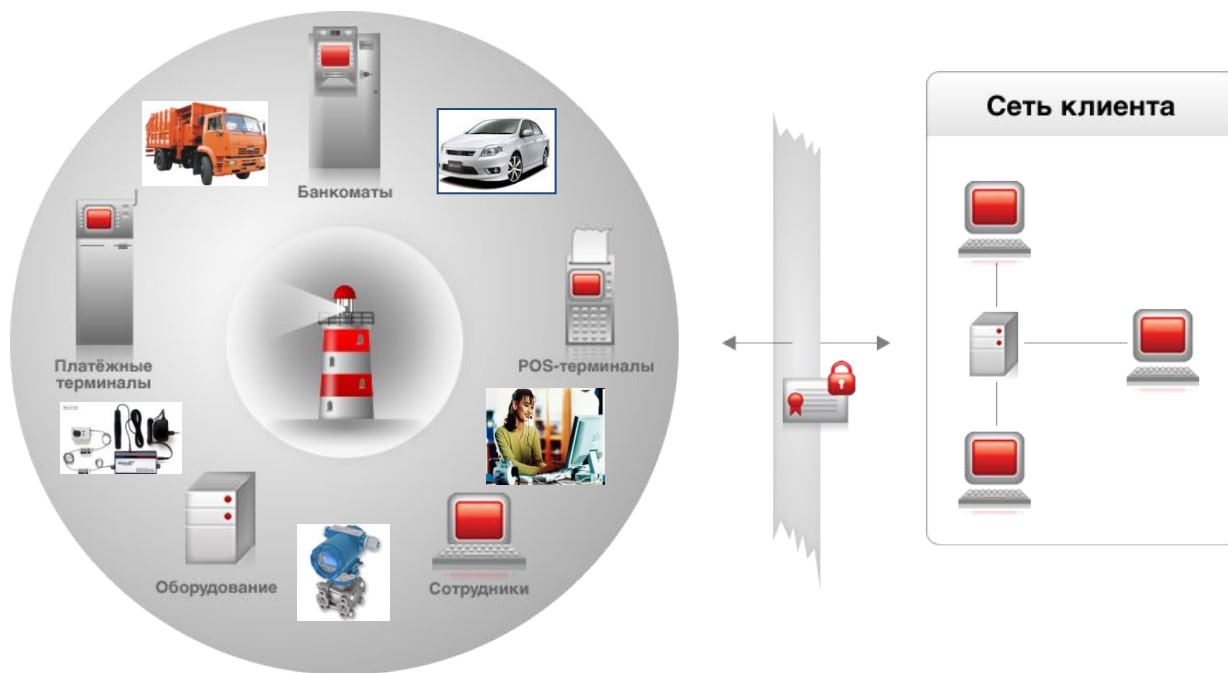 Сеть клиента
Банкоматы
POS-терминалы
Платёжные
терминалы
Оборудование
Сотрудники